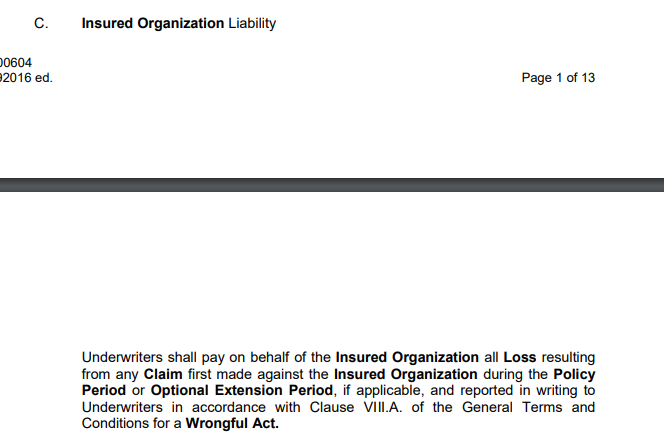 C. Insured Organization Liability
00604
92016 ed.
Page 1 of 13
Underwriters shall pay on behalf of the Insured Organization all Loss resulting
from any Claim first made against the Insured Organization during the Policy
Period or Optional Extension Period, if applicable, and reported in writing to
Underwriters in accordance with Clause VIII.A. of the General Terms and
Conditions for a Wrongful Act.